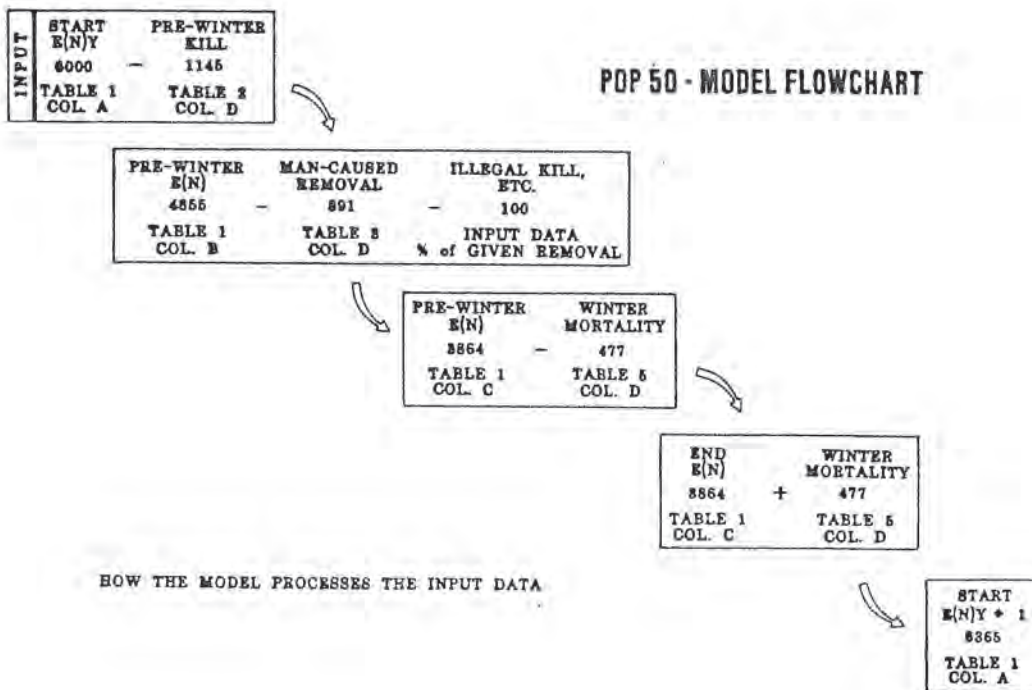 INPUT
START PRE-WINTER
E(N)Y KILL
6000 - 1145
TABLE 1 TABLE 2
COL. A COL. D
POP 50 - MODEL FLOWCHART
PRE-WINTER MAN-CAUSED ILLEGAL KILL,
E(N) REMOVAL ETC.
4855 - 891 - 100
TABLE 1 TABLE 3 INPUT DATA
COL. B COL. D % of GIVEN REMOVAL
PRE-WINTER WINTER
E(N) MORTALITY
3864 - 477
TABLE 1 TABLE 5
COL. C COL. D
END WINTER
E(N) MORTALITY
3864 + 477
TABLE 1 TABLE 5
COL. C COL. D
HOW THE MODEL PROCESSES THE INPUT DATA
START
E(N)Y + 1
6365
TABLE 1
COL. A